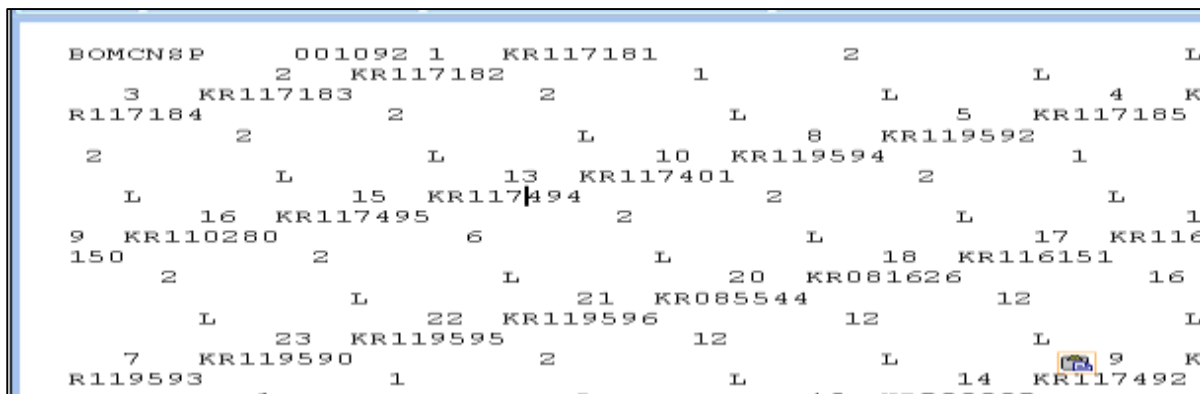 BOMCNSP 001092 1 KR117181 2 L
2 KR117182 1 L
3 KR117183 2 L 4 K
R117184 2 L 5 KR117185
2 L 8 KR119592
2 L 10 KR119594 1
L 13 KR117401 2
L 15 KR117494 2 L
16 KR117495 2 L 1
9 KR110280 6 L 17 KR116
150 2 L 18 KR116151
2 L 20 KR081626 16
L 21 KR085544 12
L 22 KR119596 12 L
23 KR119595 12 L
7 KR119590 2 L 9 K
R119593 1 L 14 KR117492